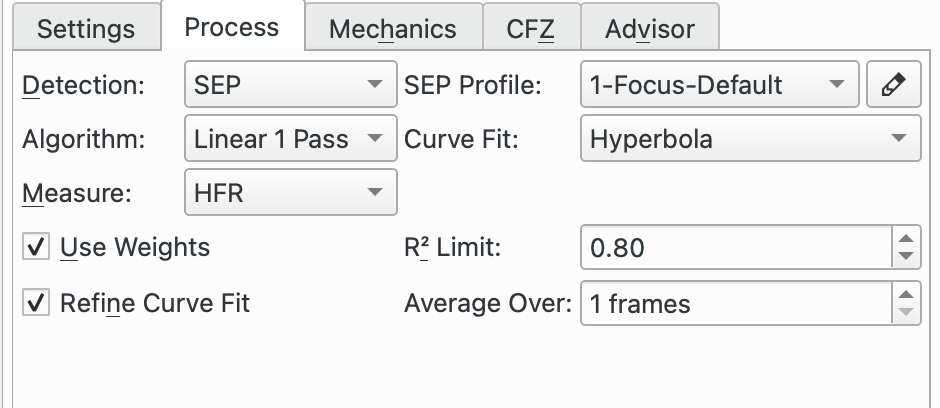 Settings Process Mechanics CFZ Advisor
Detection: SEP SEP Profile: 1-Focus-Default
Algorithm: Linear 1 Pass Curve Fit: Hyperbola
Measure: HFR
Use Weights R² Limit: 0.80
Refine Curve Fit Average Over: 1 frames